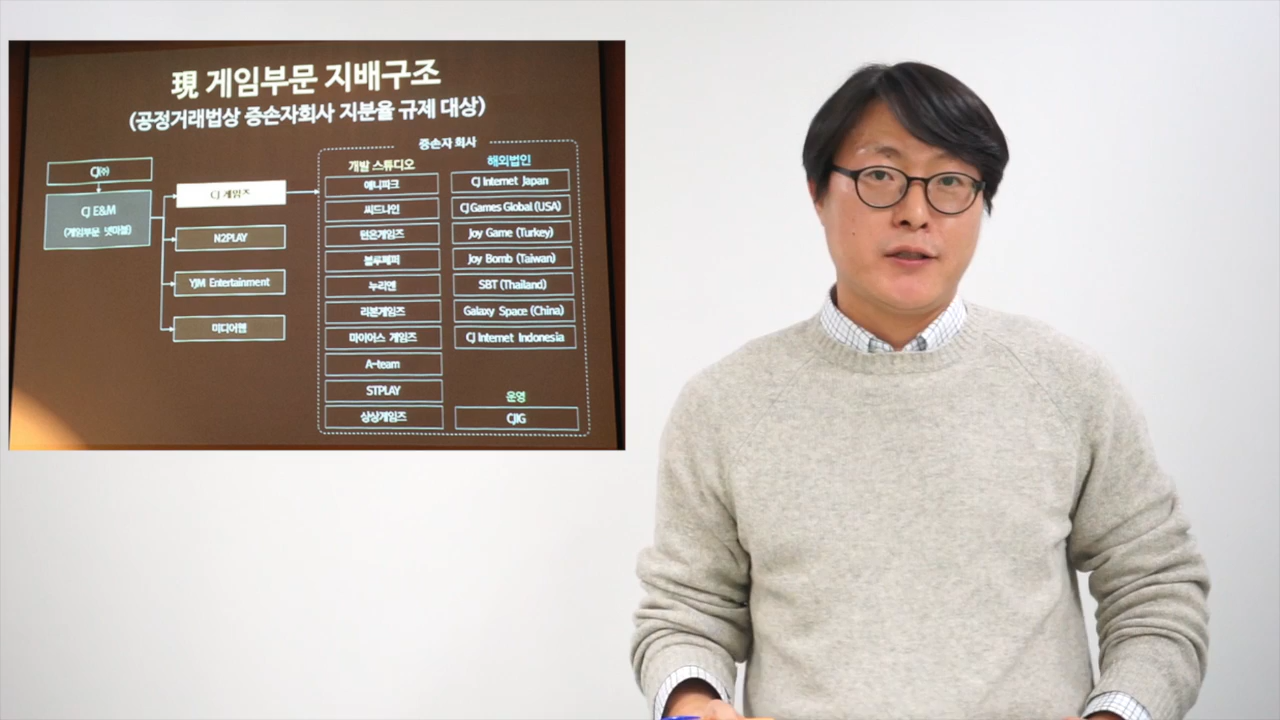 現 게임부문 지배구조
(공정거래법상 증손자회사 지분율 규제 대상)
CJ㈜
CJ E&M
(게임부문 넷마블)
CJ 게임즈
N2PLAY
YJM Entertainment
미디어웹
증손자 회사
개발 스튜디오
애니파크
씨드나인
턴온게임즈
블루페퍼
누리엔
리본게임즈
마이어스 게임즈
A-team
STPLAY
상상게임즈
해외법인
CJ Internet Japan
CJ Games Global (USA)
Joy Game (Turkey)
Joy Bomb (Taiwan)
SBT (Thailand)
Galaxy Space (China)
CJ Internet Indonesia
운영
CJIG